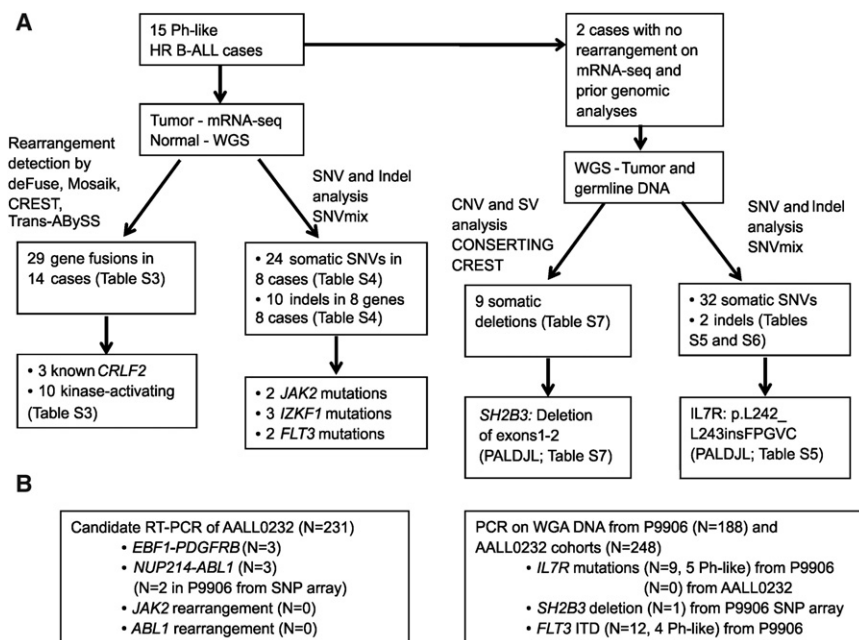 A
15 Ph-like
HR B-ALL cases
2 cases with no
rearrangement on
mRNA-seq and
prior genomic
analyses
Tumor - mRNA-seq
Normal - WGS
Rearrangement
detection by
deFuse, Mosaik,
CREST,
Trans-ABySS
SNV and Indel
analysis
SNVmix
WGS - Tumor and
germline DNA
CNV and SV
analysis
CONSERTING
CREST
SNV and Indel
analysis
SNVmix
29 gene fusions in
14 cases (Table S3)
• 24 somatic SNVs in
8 cases (Table S4)
• 10 indels in 8 genes
8 cases (Table S4)
9 somatic
deletions (Table S7)
• 32 somatic SNVs
• 2 indels (Tables
S5 and S6)
• 3 known CRLF2
• 10 kinase-activating
(Table S3)
• 2 JAK2 mutations
• 3 IZKF1 mutations
• 2 FLT3 mutations
SH2B3: Deletion
of exons1-2
(PALDJL; Table S7)
IL7R: p.L242_
L243insFPGVC
(PALDJL; Table S5)
B
Candidate RT-PCR of AALL0232 (N=231)
• EBF1-PDGFRB (N=3)
• NUP214-ABL1 (N=3)
(N=2 in P9906 from SNP array)
• JAK2 rearrangement (N=0)
• ABL1 rearrangement (N=0)
PCR on WGA DNA from P9906 (N=188) and
AALL0232 cohorts (N=248)
• IL7R mutations (N=9, 5 Ph-like) from P9906
(N=0) from AALL0232
• SH2B3 deletion (N=1) from P9906 SNP array
• FLT3 ITD (N=12, 4 Ph-like) from P9906